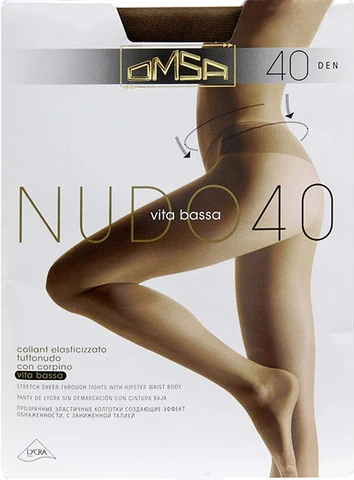 OMSA
40 DEN
NUDO 40
vita bassa
collant elasticizzato
tuttonudo
con corpino
vita bassa
STRETCH SHEER-THROUGH TIGHTS WITH HIPSTER WAIST BODY
PANTY DE LYCRA SIN DEMARCACIÓN CON CINTURA BAJA
ПРОЗРАЧНЫЕ ЭЛАСТИЧНЫЕ КОЛГОТКИ СОЗДАЮЩИЕ ЭФФЕКТ
ОБНАЖЕННОСТИ, С ЗАНИЖЕННОЙ ТАЛИЕЙ
LYCRA